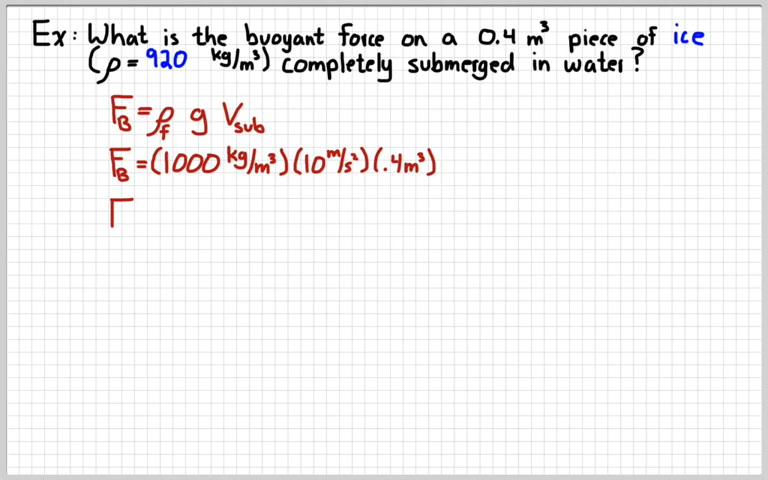 Ex: What is the buoyant force on a 0.4 m³ piece of ice
(ρ = 920 kg/m³) completely submerged in water?
F_B = ρ_f g V_sub
F_B = (1000 kg/m³)(10 m/s²)(.4m³)